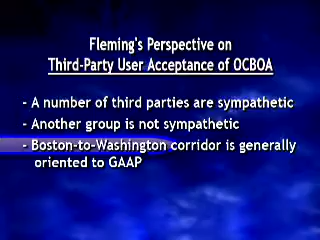 Fleming's Perspective on
Third-Party User Acceptance of OCBOA
- A number of third parties are sympathetic
- Another group is not sympathetic
- Boston-to-Washington corridor is generally
oriented to GAAP